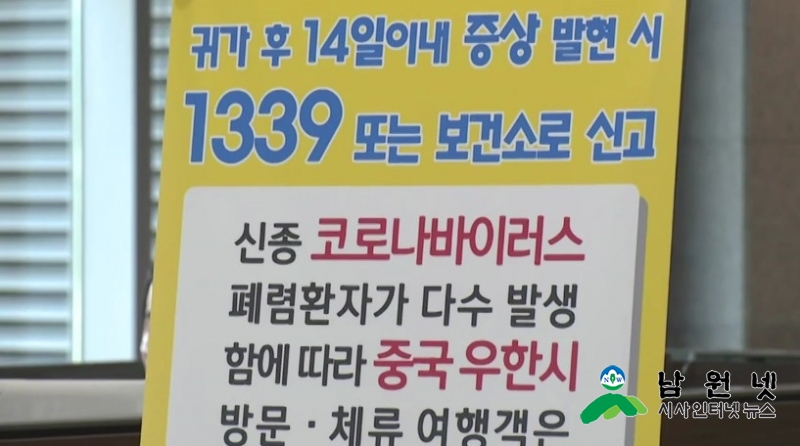 귀가 후 14일이내 증상 발현 시
1339 또는 보건소로 신고
신종 코로나바이러스
폐렴환자가 다수 발생
함에 따라 중국 우한시
방문 · 체류 여행객은
N W
남원넷
시사인터넷뉴스